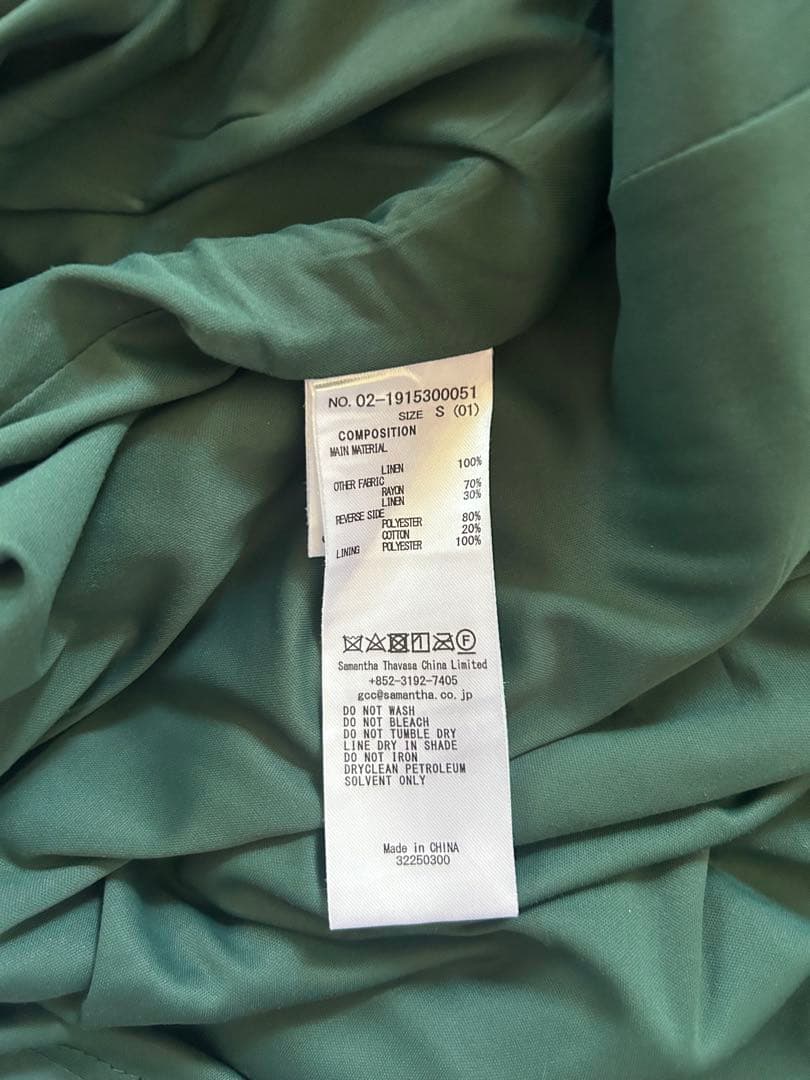 NO. 02-1915300051
SIZE S (01)
COMPOSITION
MAIN MATERIAL
LINEN 100%
OTHER FABRIC
RAYON 70%
LINEN 30%
REVERSE SIDE
POLYESTER 80%
COTTON 20%
LINING POLYESTER 100%
F
Samantha Thavasa China Limited
+852-3192-7405
gcc@samantha.co.jp
DO NOT WASH
DO NOT BLEACH
DO NOT TUMBLE DRY
LINE DRY IN SHADE
DO NOT IRON
DRYCLEAN PETROLEUM
SOLVENT ONLY
Made in CHINA
32250300